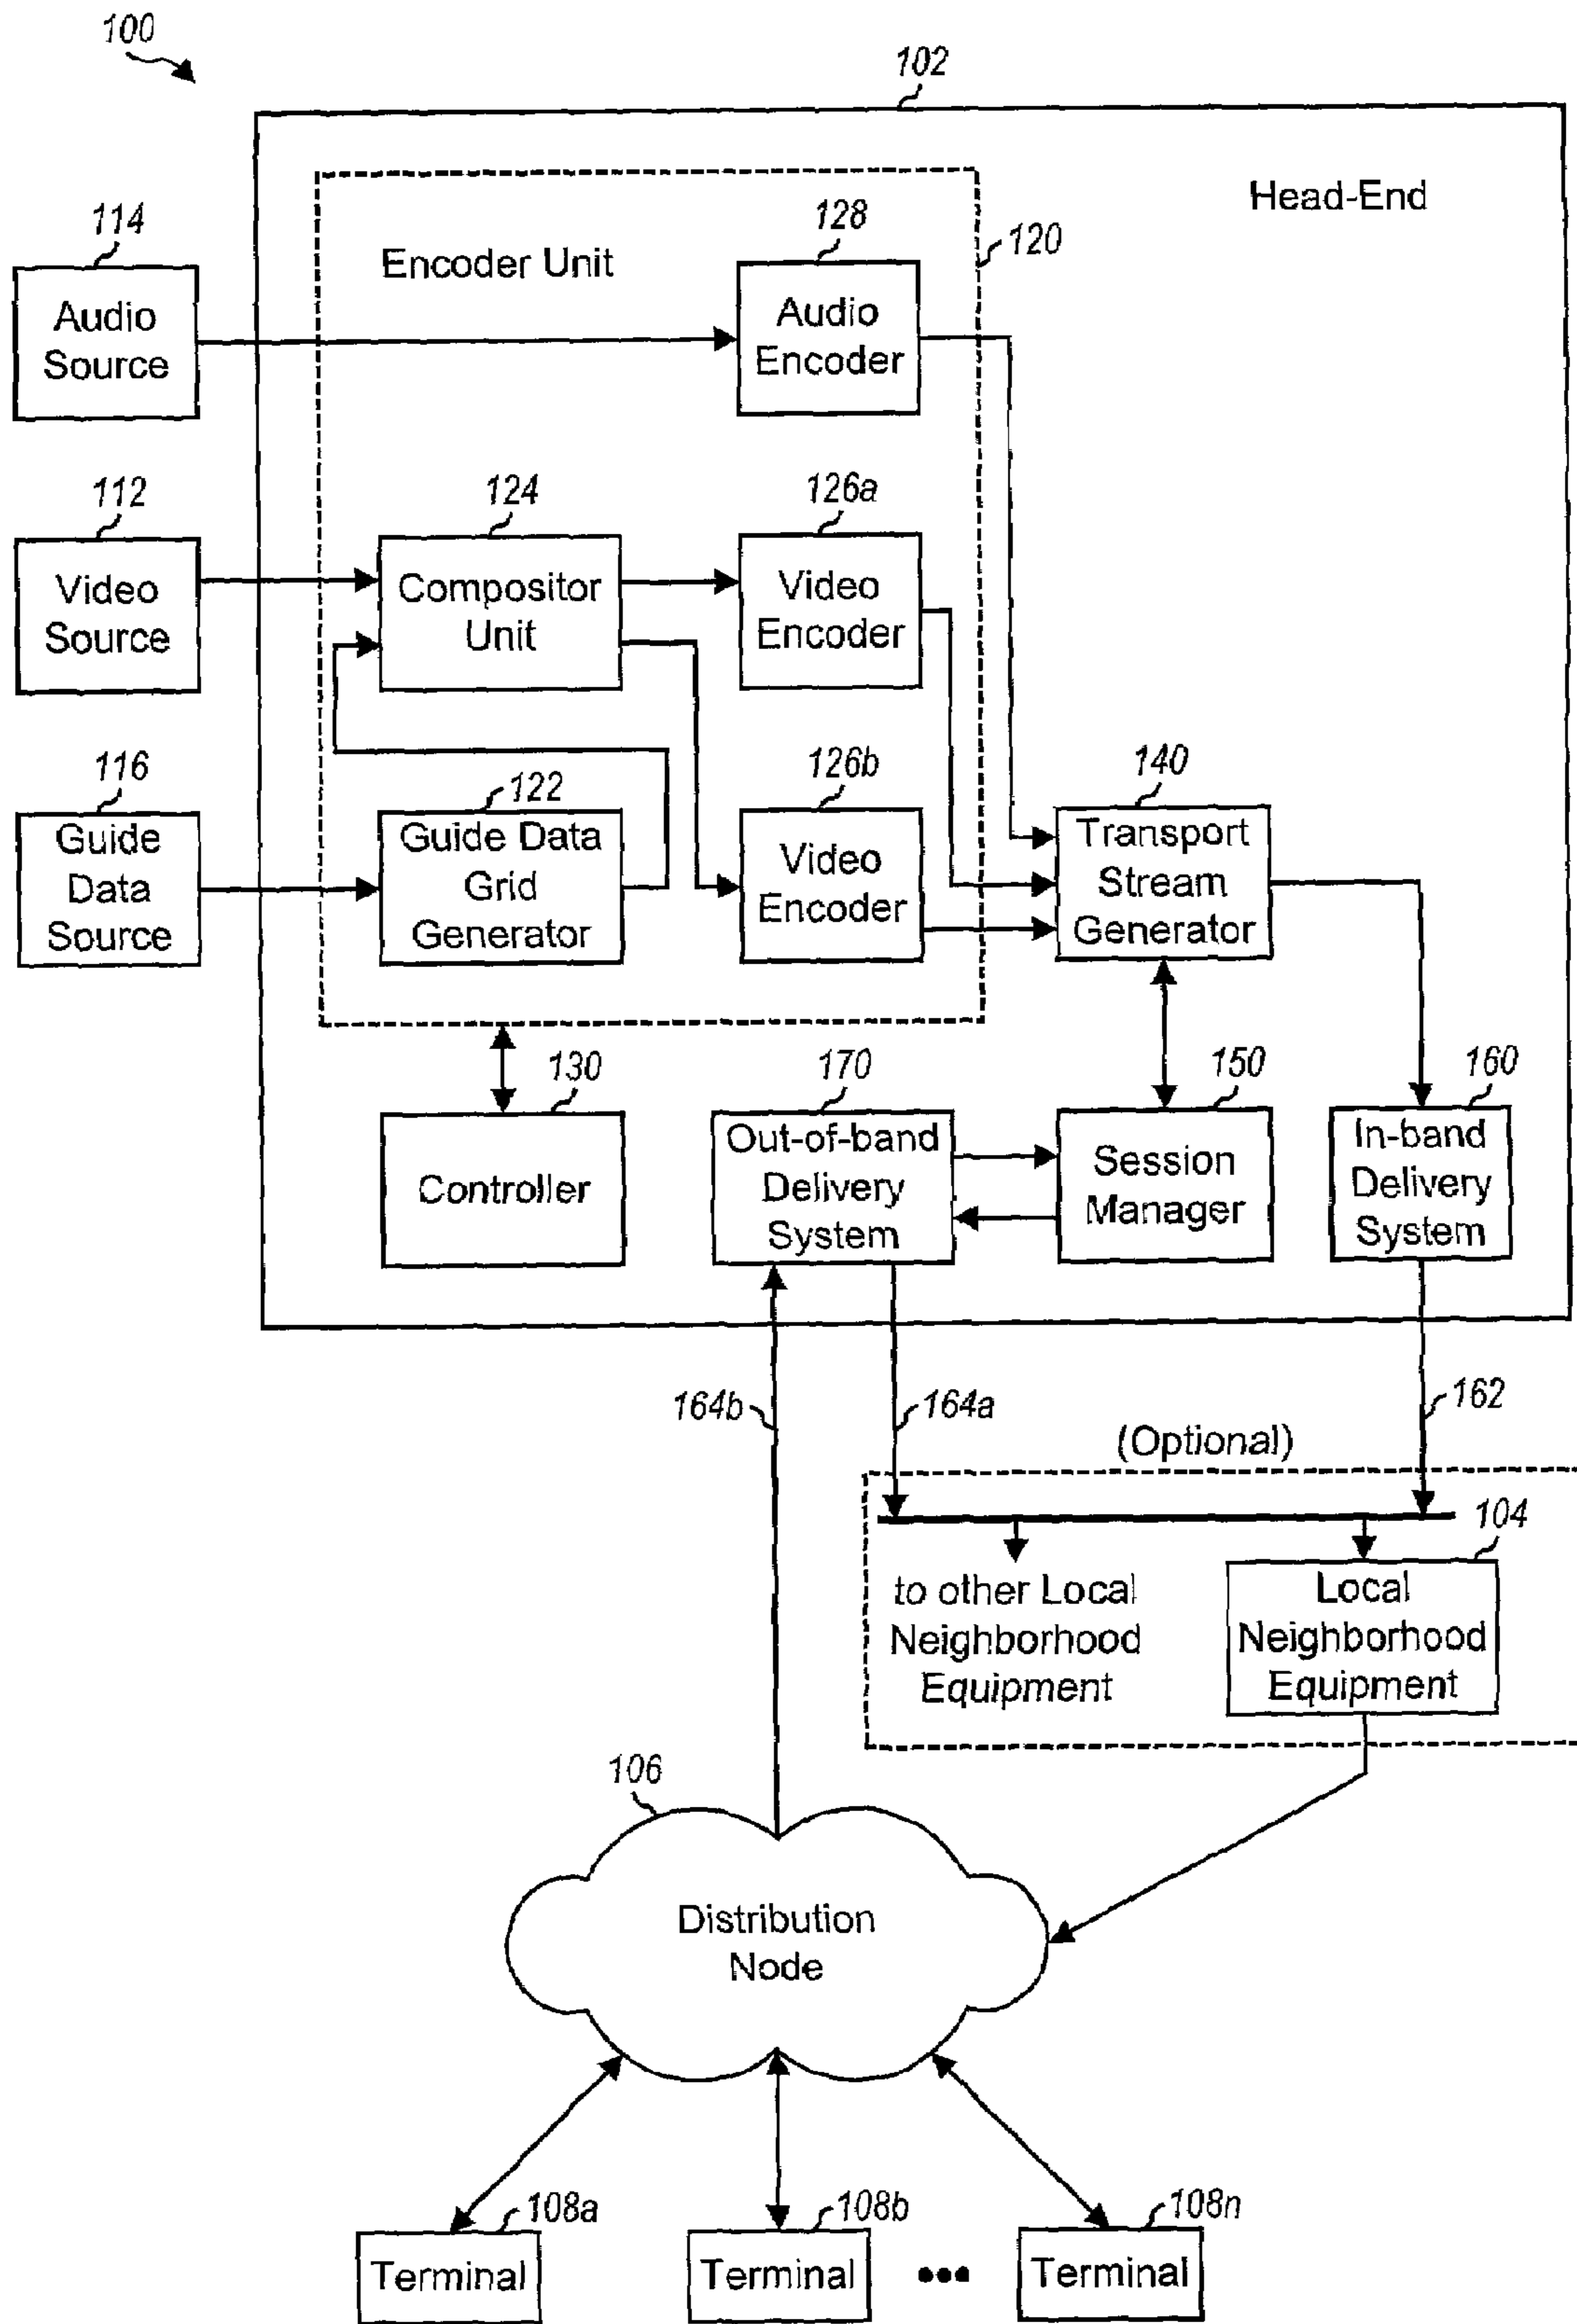 100
102
Head-End
120
Encoder Unit
114
Audio
Source
128
Audio
Encoder
112
Video
Source
124
Compositor
Unit
126a
Video
Encoder
116
Guide
Data
Source
122
Guide Data
Grid
Generator
126b
Video
Encoder
140
Transport
Stream
Generator
130
Controller
170
Out-of-band
Delivery
System
150
Session
Manager
160
In-band
Delivery
System
164b
164a
162
(Optional)
104
to other Local
Neighborhood
Equipment
Local
Neighborhood
Equipment
106
Distribution
Node
108a
Terminal
108b
Terminal
•••
108n
Terminal